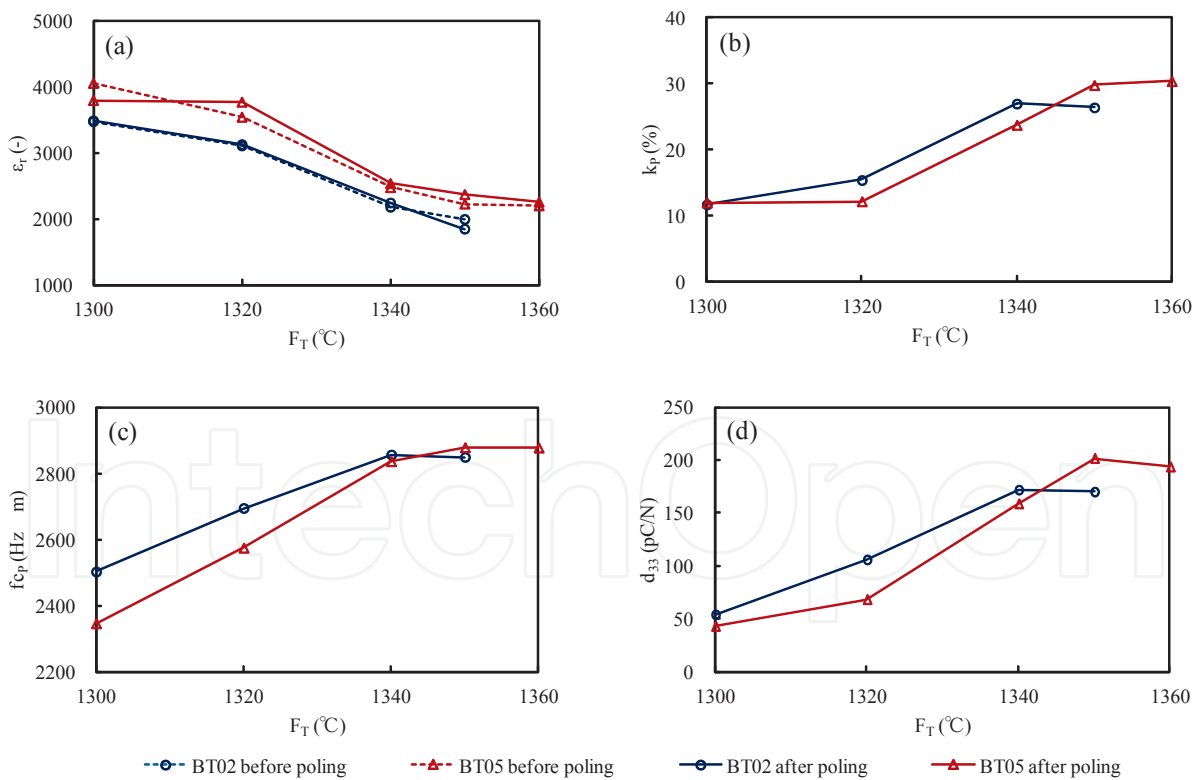 (a)
5000
4000
3000
2000
1000
εr (-)
1300 1320 1340 1360
FT (℃)
(b)
40
30
20
10
0
kP (%)
1300 1320 1340 1360
FT (℃)
(c)
3000
2800
2600
2400
2200
fcP (Hz m)
1300 1320 1340 1360
FT (℃)
(d)
250
200
150
100
50
0
d33 (pC/N)
1300 1320 1340 1360
FT (℃)
IntechOpen
BT02 before poling BT05 before poling BT02 after poling BT05 after poling